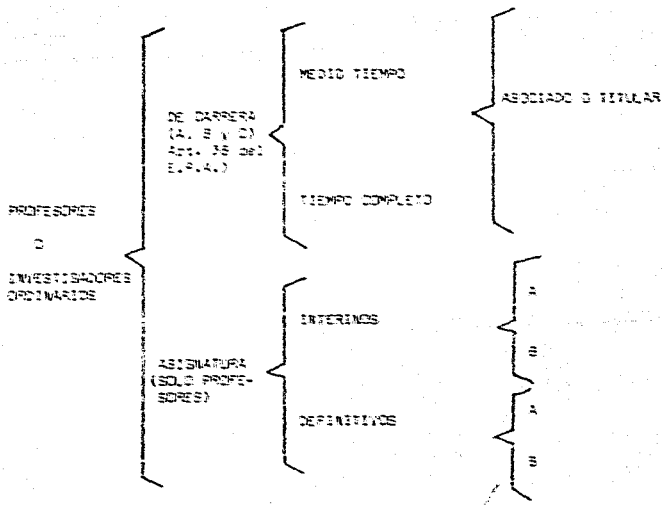 PROFESORES
O
INVESTIGADORES
ORDINARIOS
DE CARRERA
(A, B y C)
Art. 38 del
E.P.A.)
ASIGNATURA
(SOLO PROFE-
SORES)
MEDIO TIEMPO
TIEMPO COMPLETO
INTERINOS
DEFINITIVOS
ASOCIADO O TITULAR
A
B
A
B